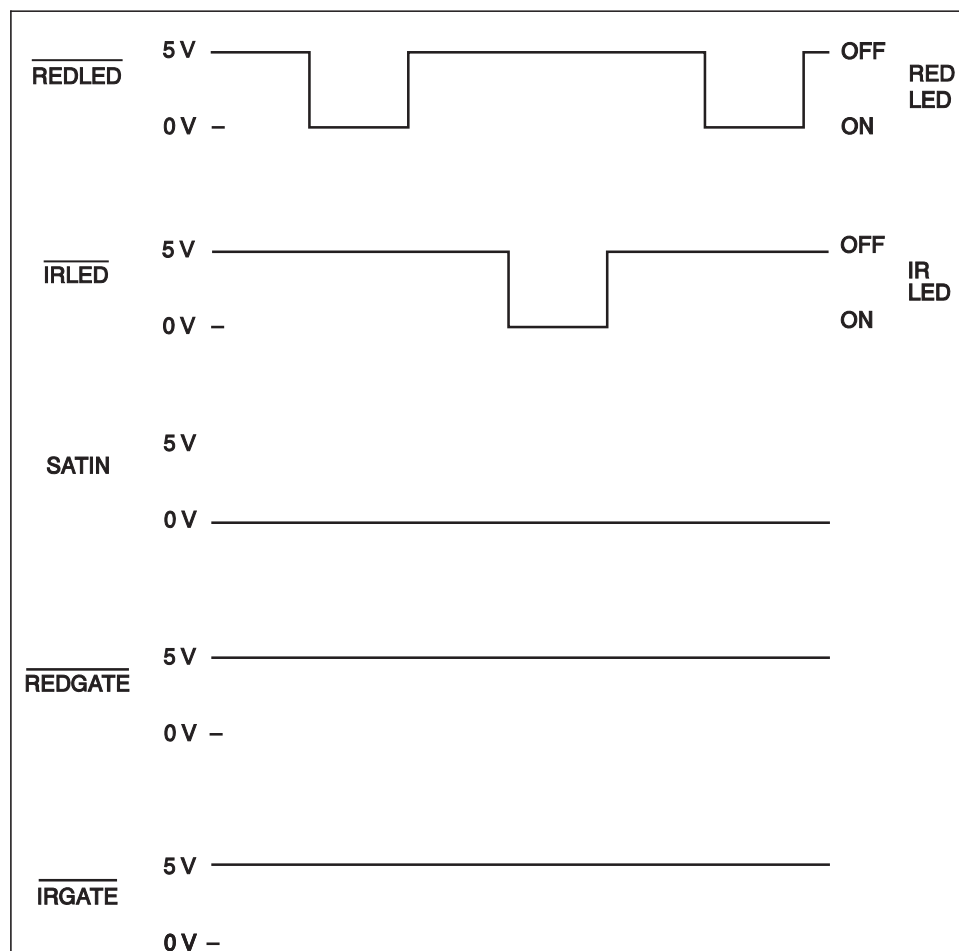 5 V
OFF
REDLED
RED
LED
0 V
ON
5 V
OFF
IRLED
IR
LED
0 V
ON
5 V
SATIN
0 V
5 V
REDGATE
0 V
5 V
IRGATE
0 V